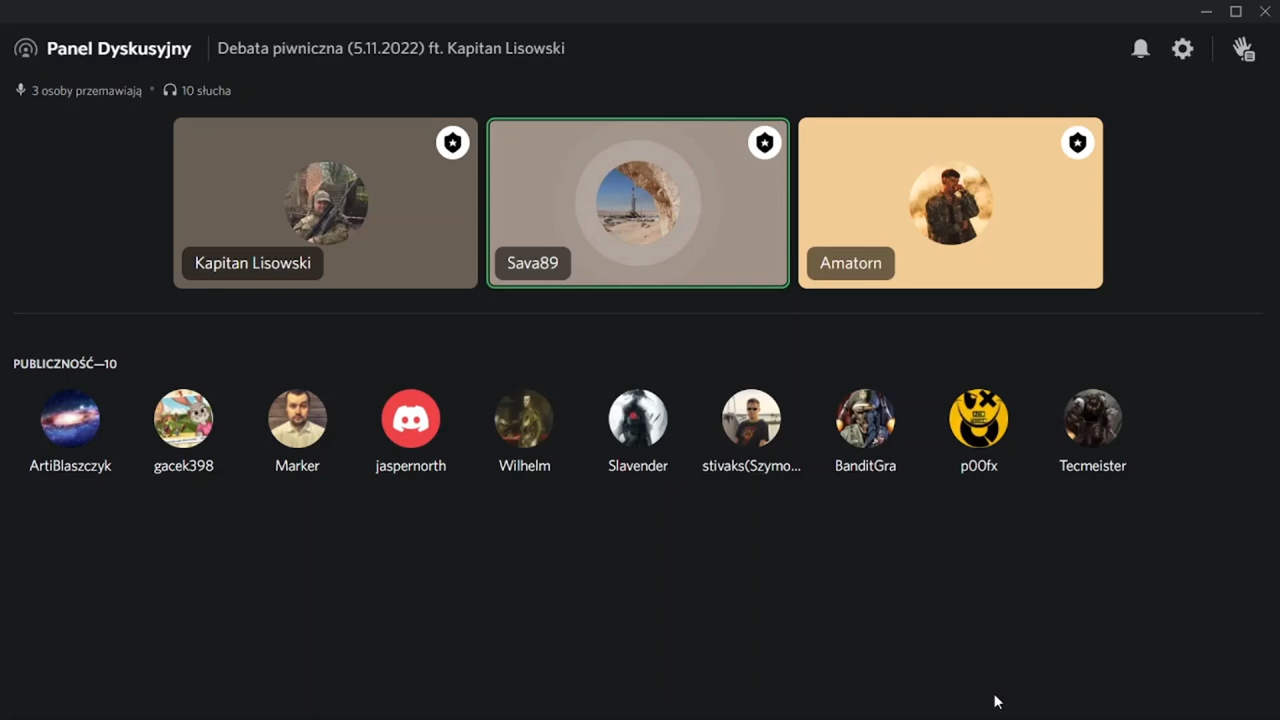 Panel Dyskusyjny
Debata piwniczna (5.11.2022) ft. Kapitan Lisowski
3 osoby przemawiają • 10 słucha
Kapitan Lisowski
Sava89
Amatorn
PUBLICZNOŚĆ—10
ArtiBlaszczyk
gacek398
Marker
jaspernorth
Wilhelm
Slavender
stivaks(Szymo...
BanditGra
p00fx
Tecmeister